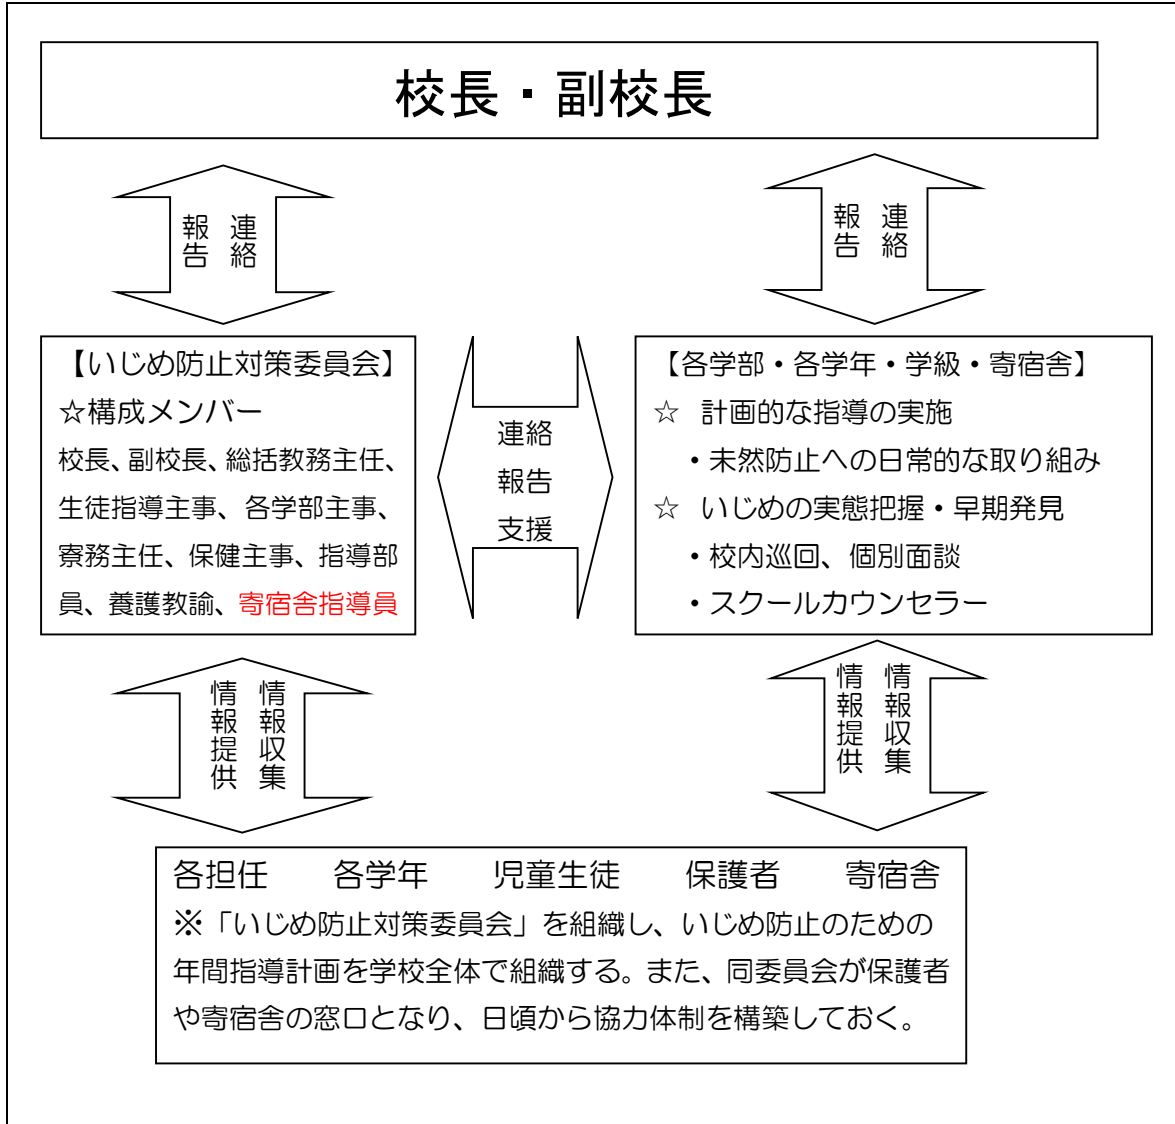 校長・副校長
報告 連絡
報告 連絡
【いじめ防止対策委員会】
☆構成メンバー
校長、副校長、総括教務主任、
生徒指導主事、各学部主事、
寮務主任、保健主事、指導部
員、養護教諭、寄宿舎指導員
連絡
報告
支援
【各学部・各学年・学級・寄宿舎】
☆ 計画的な指導の実施
・未然防止への日常的な取り組み
☆ いじめの実態把握・早期発見
・校内巡回、個別面談
・スクールカウンセラー
情報提供 情報収集
情報提供 情報収集
各担任 各学年 児童生徒 保護者 寄宿舎
※「いじめ防止対策委員会」を組織し、いじめ防止のための
年間指導計画を学校全体で組織する。また、同委員会が保護者
や寄宿舎の窓口となり、日頃から協力体制を構築しておく。